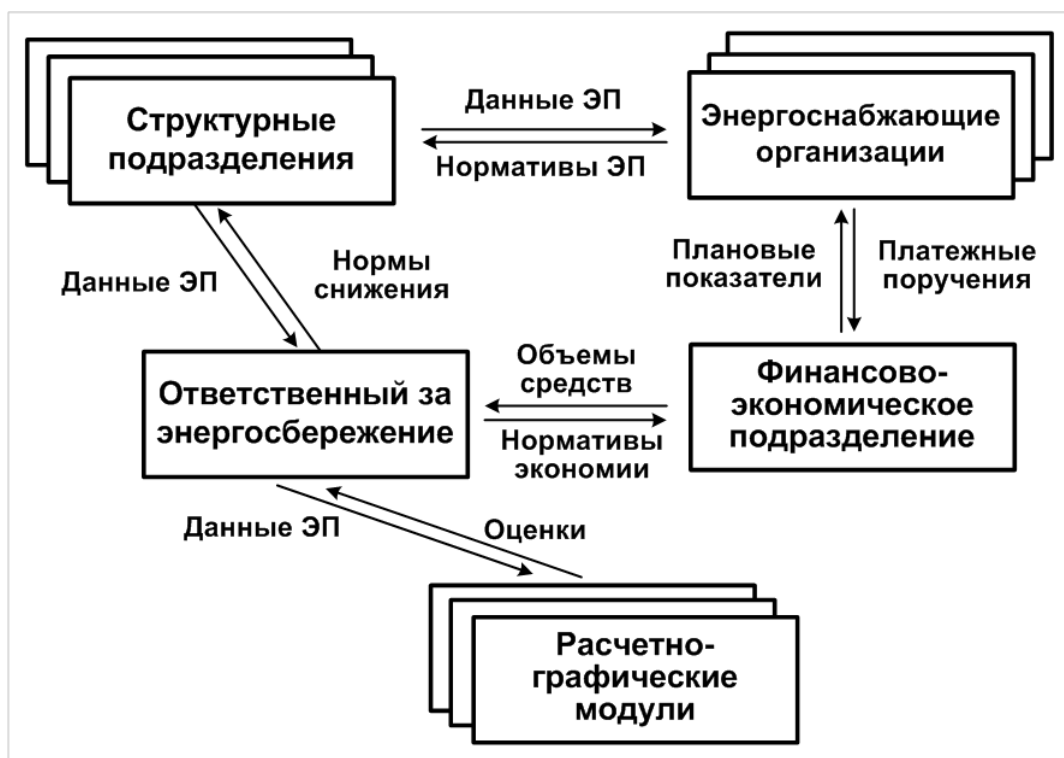 Структурные
подразделения
Данные ЭП
Нормативы ЭП
Энергоснабжающие
организации
Данные ЭП
Нормы
снижения
Плановые
показатели
Платежные
поручения
Ответственный за
энергосбережение
Объемы
средств
Нормативы
экономии
Финансово-
экономическое
подразделение
Данные ЭП
Оценки
Расчетно-
графические
модули